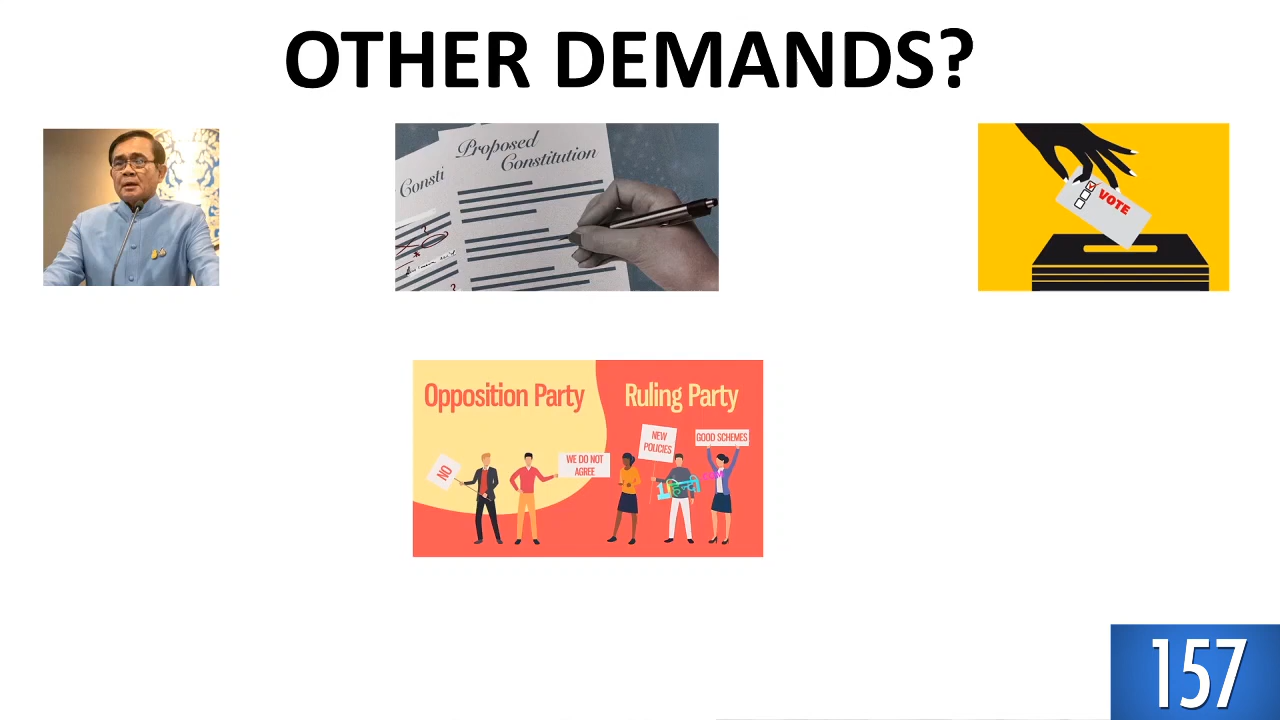 OTHER DEMANDS?
Consti
Proposed
Constitution
VOTE
Opposition Party
Ruling Party
NO
WE DO NOT
AGREE
NEW
POLICIES
GOOD SCHEMES
1हिन्दी
157